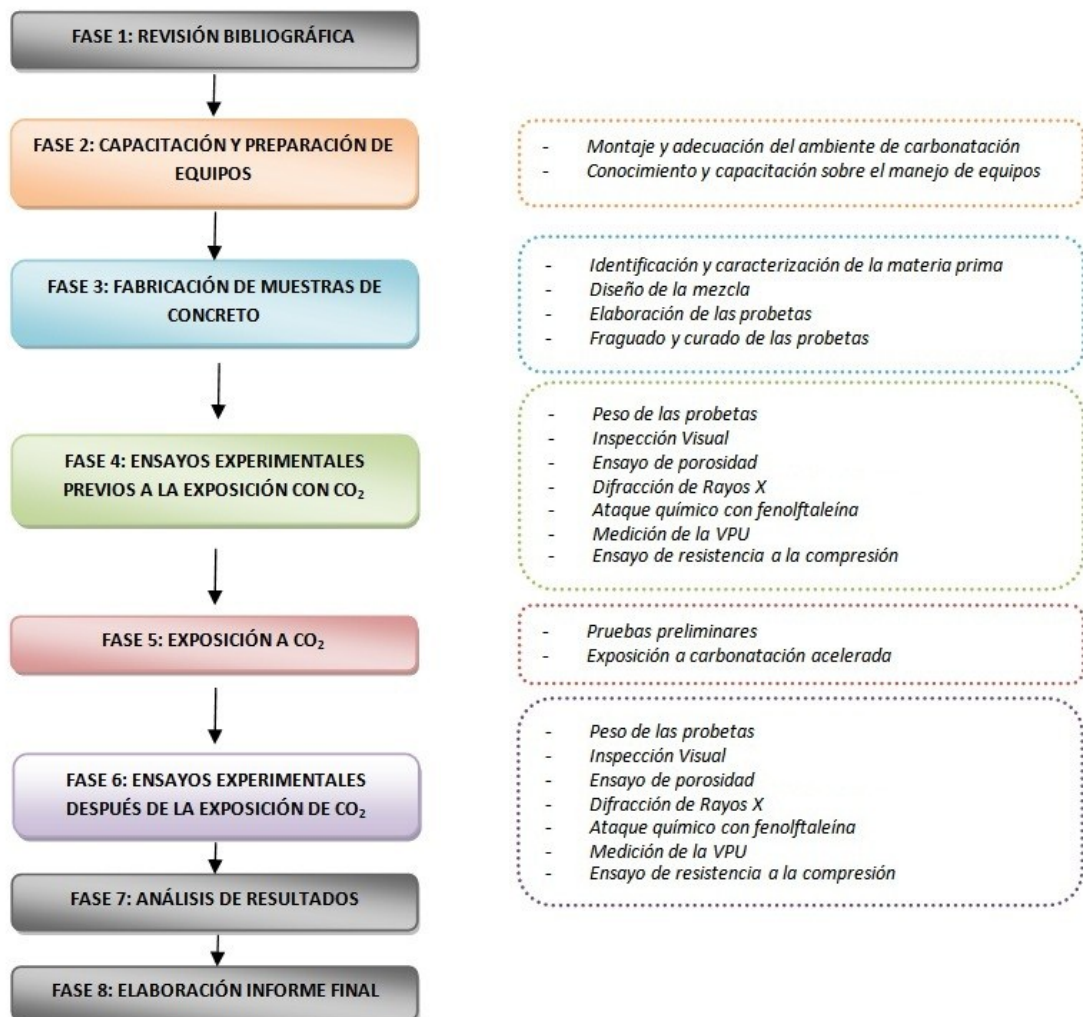 FASE 1: REVISIÓN BIBLIOGRÁFICA
FASE 2: CAPACITACIÓN Y PREPARACIÓN DE
EQUIPOS
- Montaje y adecuación del ambiente de carbonatación
- Conocimiento y capacitación sobre el manejo de equipos
FASE 3: FABRICACIÓN DE MUESTRAS DE
CONCRETO
- Identificación y caracterización de la materia prima
- Diseño de la mezcla
- Elaboración de las probetas
- Fraguado y curado de las probetas
FASE 4: ENSAYOS EXPERIMENTALES
PREVIOS A LA EXPOSICIÓN CON CO₂
- Peso de las probetas
- Inspección Visual
- Ensayo de porosidad
- Difracción de Rayos X
- Ataque químico con fenolftaleína
- Medición de la VPU
- Ensayo de resistencia a la compresión
FASE 5: EXPOSICIÓN A CO₂
- Pruebas preliminares
- Exposición a carbonatación acelerada
FASE 6: ENSAYOS EXPERIMENTALES
DESPUÉS DE LA EXPOSICIÓN DE CO₂
- Peso de las probetas
- Inspección Visual
- Ensayo de porosidad
- Difracción de Rayos X
- Ataque químico con fenolftaleína
- Medición de la VPU
- Ensayo de resistencia a la compresión
FASE 7: ANÁLISIS DE RESULTADOS
FASE 8: ELABORACIÓN INFORME FINAL